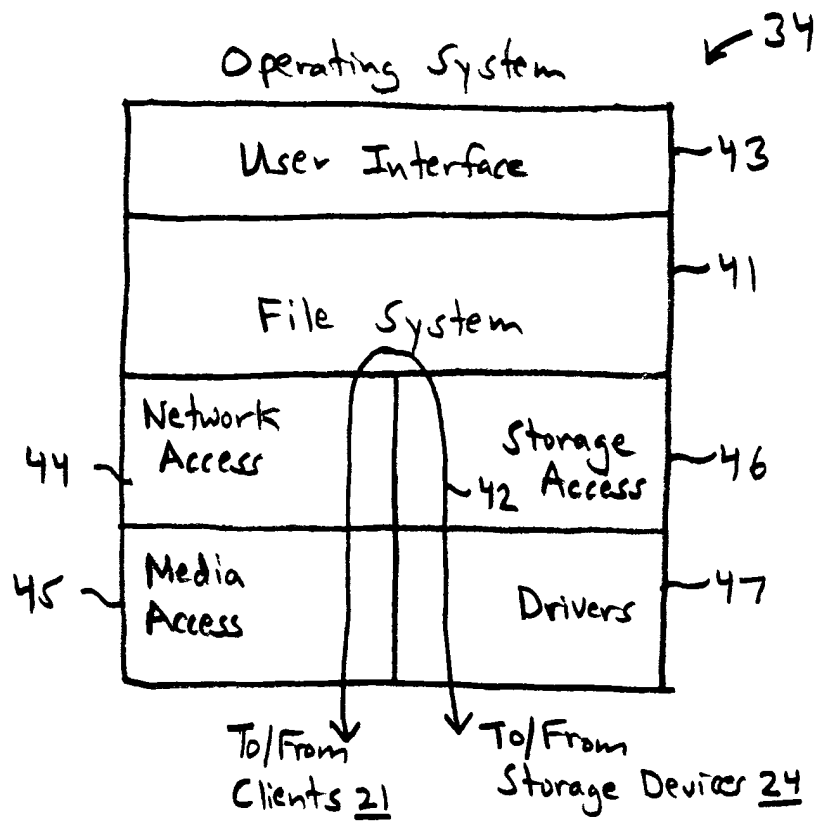 34
Operating System
User Interface
43
41
File System
Network
Access
44
Storage
Access
46
42
Media
Access
45
Drivers
47
To/From
Clients 21
To/From
Storage Devices 24